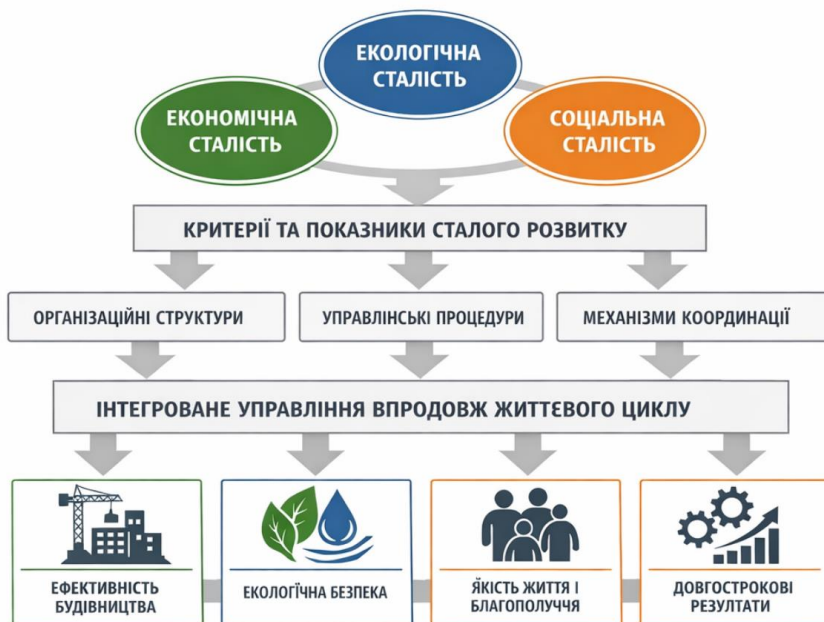 ЕКОЛОГІЧНА
СТАЛІСТЬ
ЕКОНОМІЧНА
СТАЛІСТЬ
СОЦІАЛЬНА
СТАЛІСТЬ
КРИТЕРІЇ ТА ПОКАЗНИКИ СТАЛОГО РОЗВИТКУ
ОРГАНІЗАЦІЙНІ СТРУКТУРИ
УПРАВЛІНСЬКІ ПРОЦЕДУРИ
МЕХАНІЗМИ КООРДИНАЦІЇ
ІНТЕГРОВАНЕ УПРАВЛІННЯ ВПРОДОВЖ ЖИТТЄВОГО ЦИКЛУ
ЕФЕКТИВНІСТЬ
БУДІВНИЦТВА
ЕКОЛОЇЧНА БЕЗПЕКА
ЯКІСТЬ ЖИТТЯ І
БЛАГОПОЛУЧЧЯ
ДОВГОСТРОКОВІ
РЕЗУЛЬТАТИ